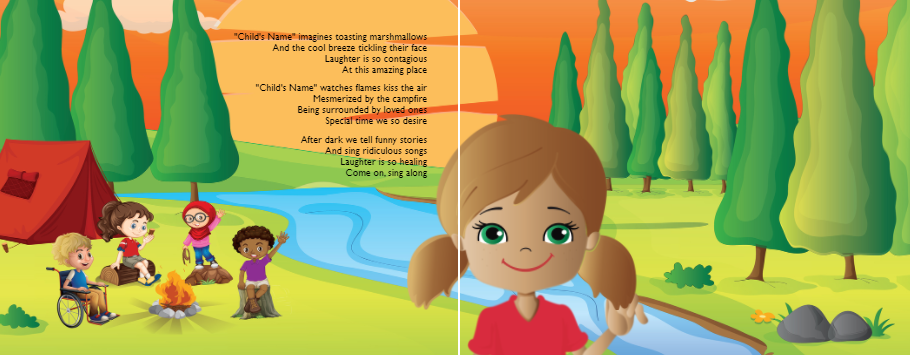 "Child's Name" imagines toasting marshmallows
And the cool breeze tickling their face
Laughter is so contagious
At this amazing place
"Child's Name" watches flames kiss the air
Mesmerized by the campfire
Being surrounded by loved ones
Special time we so desire
After dark we tell funny stories
And sing ridiculous songs
Laughter is so healing
Come on, sing along